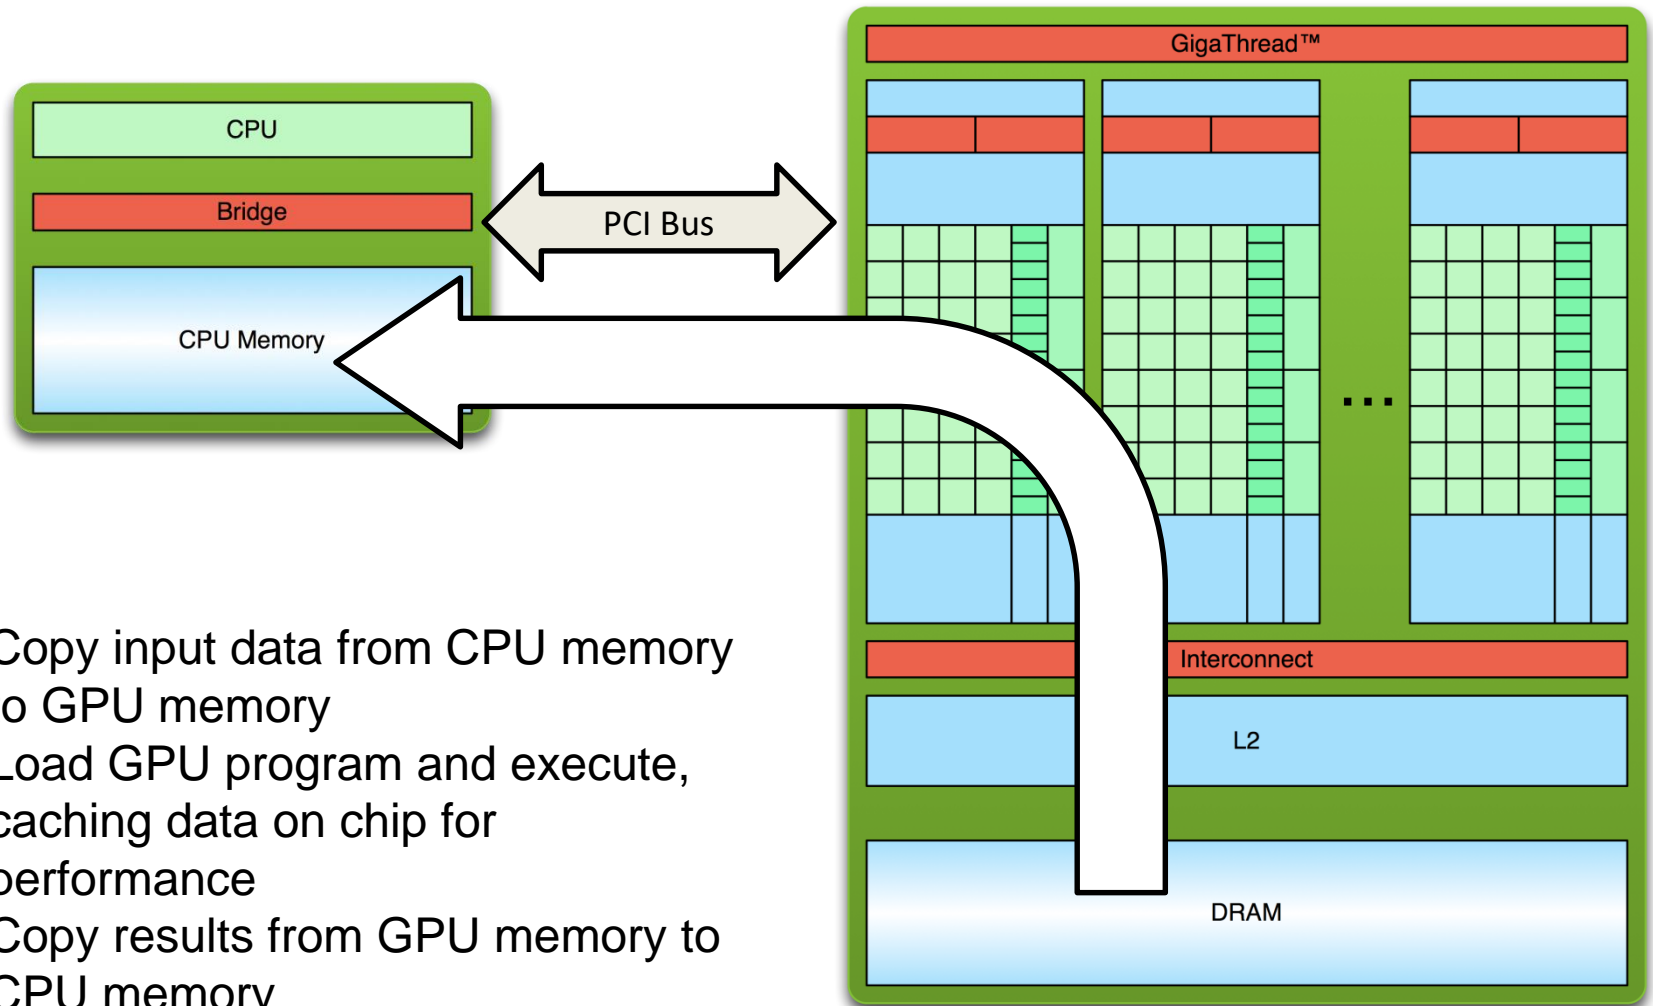 GigaThread™
CPU
Bridge
PCI Bus
CPU Memory
...
Interconnect
L2
DRAM
Copy input data from CPU memory
to GPU memory
Load GPU program and execute,
caching data on chip for
performance
Copy results from GPU memory to
CPU memory